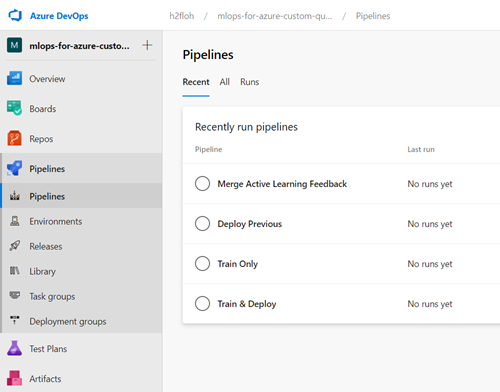 Azure DevOps
h2floh / mlops-for-azure-custom-qu... / Pipelines
M mlops-for-azure-custo... +
Overview
Boards
Repos
Pipelines
Pipelines
Environments
Releases
Library
Task groups
Deployment groups
Test Plans
Artifacts
Pipelines
Recent All Runs
Recently run pipelines
Pipeline Last run
Merge Active Learning Feedback No runs yet
Deploy Previous No runs yet
Train Only No runs yet
Train & Deploy No runs yet